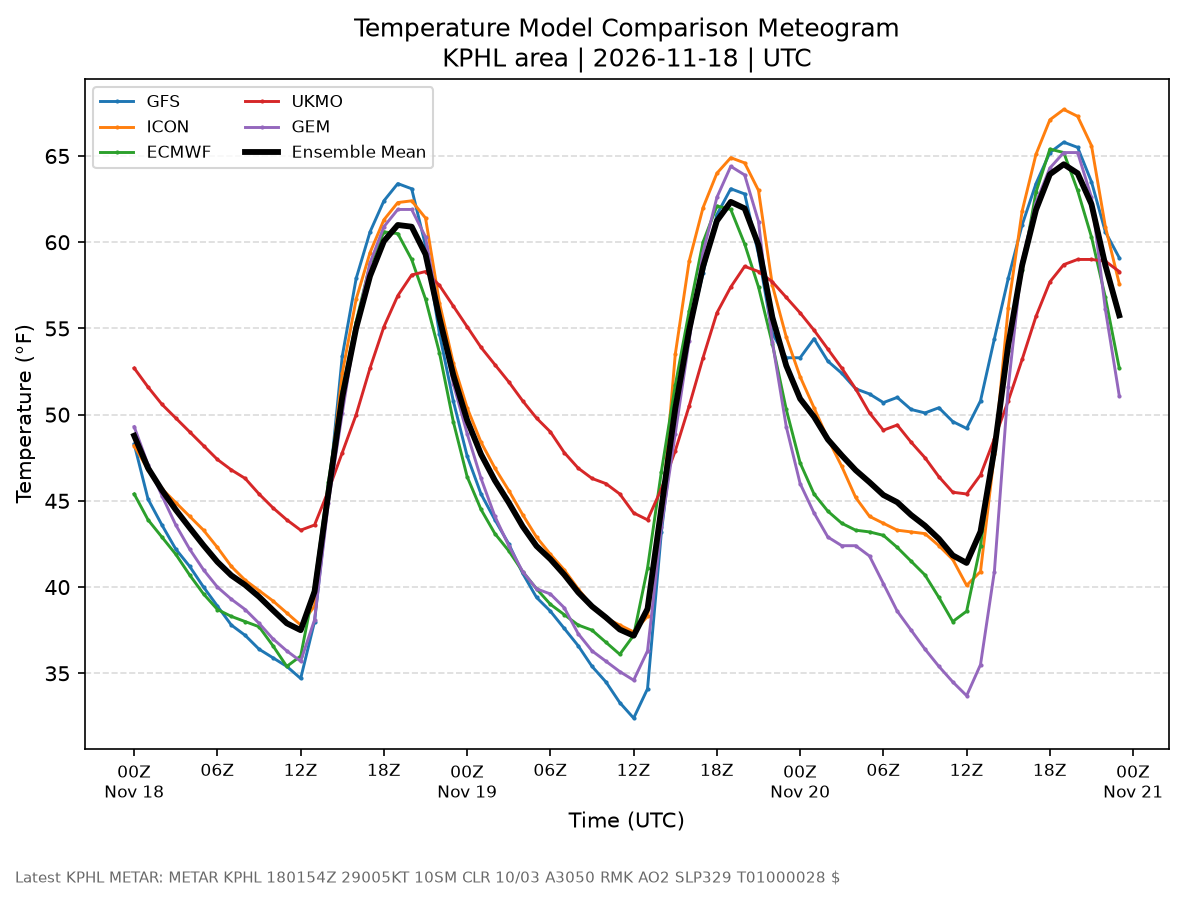 Temperature Model Comparison Meteogram
KPHL area | 2026-11-18 | UTC
GFS
ICON
ECMWF
UKMO
GEM
Ensemble Mean
Temperature (°F)
65
60
55
50
45
40
35
00Z 06Z 12Z 18Z 00Z 06Z 12Z 18Z 00Z 06Z 12Z 18Z 00Z
Nov 18 Nov 19 Nov 20 Nov 21
Time (UTC)
Latest KPHL METAR: METAR KPHL 180154Z 29005KT 10SM CLR 10/03 A3050 RMK AO2 SLP329 T01000028 $